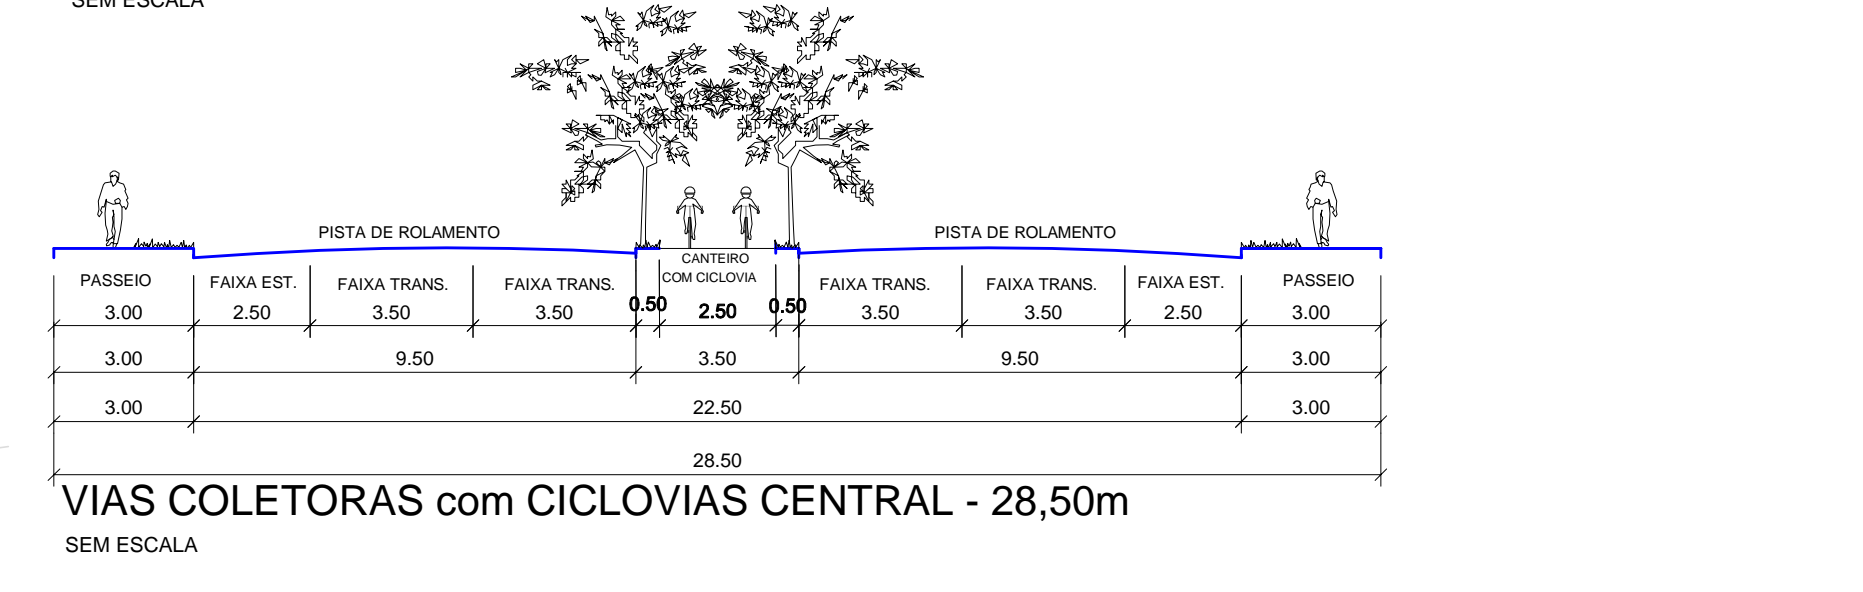 SEM ESCALA
PISTA DE ROLAMENTO PISTA DE ROLAMENTO
CANTEIRO
COM CICLOVIA
PASSEIO FAIXA EST. FAIXA TRANS. FAIXA TRANS. FAIXA TRANS. FAIXA TRANS. FAIXA EST. PASSEIO
3.00 2.50 3.50 3.50 0.50 2.50 0.50 3.50 3.50 2.50 3.00
3.00 9.50 3.50 9.50 3.00
3.00 22.50 3.00
28.50
VIAS COLETORAS com CICLOVIAS CENTRAL - 28,50m
SEM ESCALA